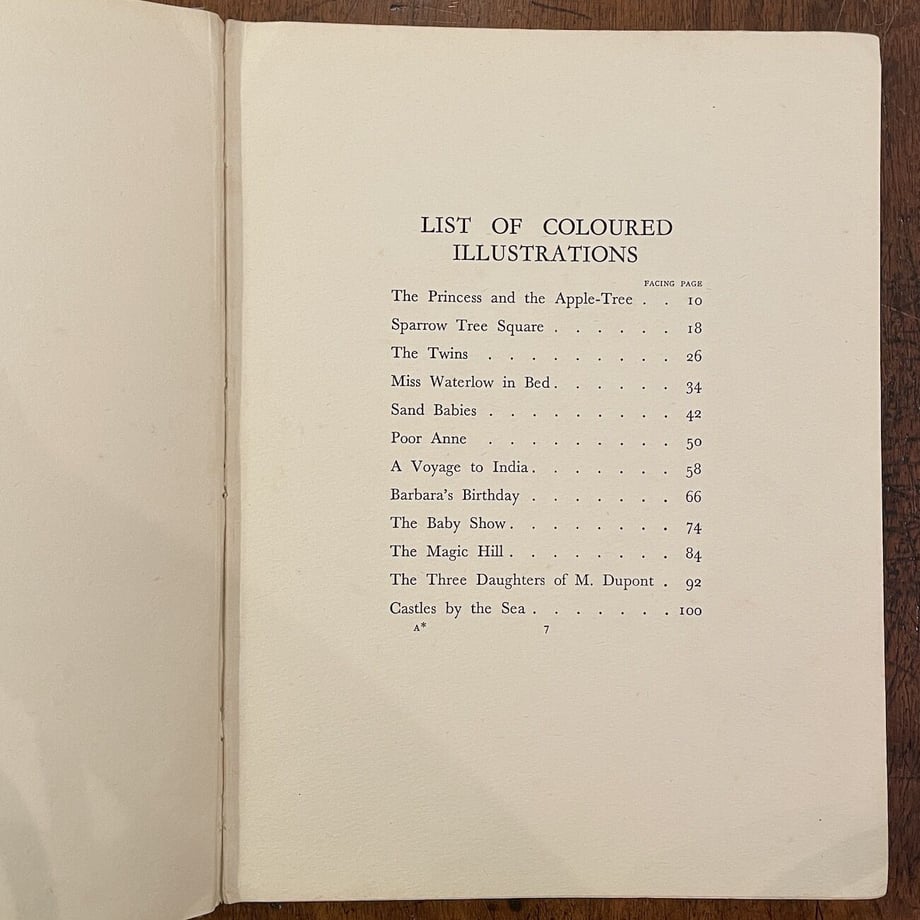 LIST OF COLOURED
ILLUSTRATIONS
FACING PAGE
The Princess and the Apple-Tree . . 10
Sparrow Tree Square . . . . . . 18
The Twins . . . . . . . . . 26
Miss Waterlow in Bed . . . . . . 34
Sand Babies . . . . . . . . . 42
Poor Anne . . . . . . . . . 50
A Voyage to India . . . . . . . 58
Barbara's Birthday . . . . . . . 66
The Baby Show . . . . . . . . 74
The Magic Hill . . . . . . . . 84
The Three Daughters of M. Dupont . 92
Castles by the Sea . . . . . . . 100
A* 7